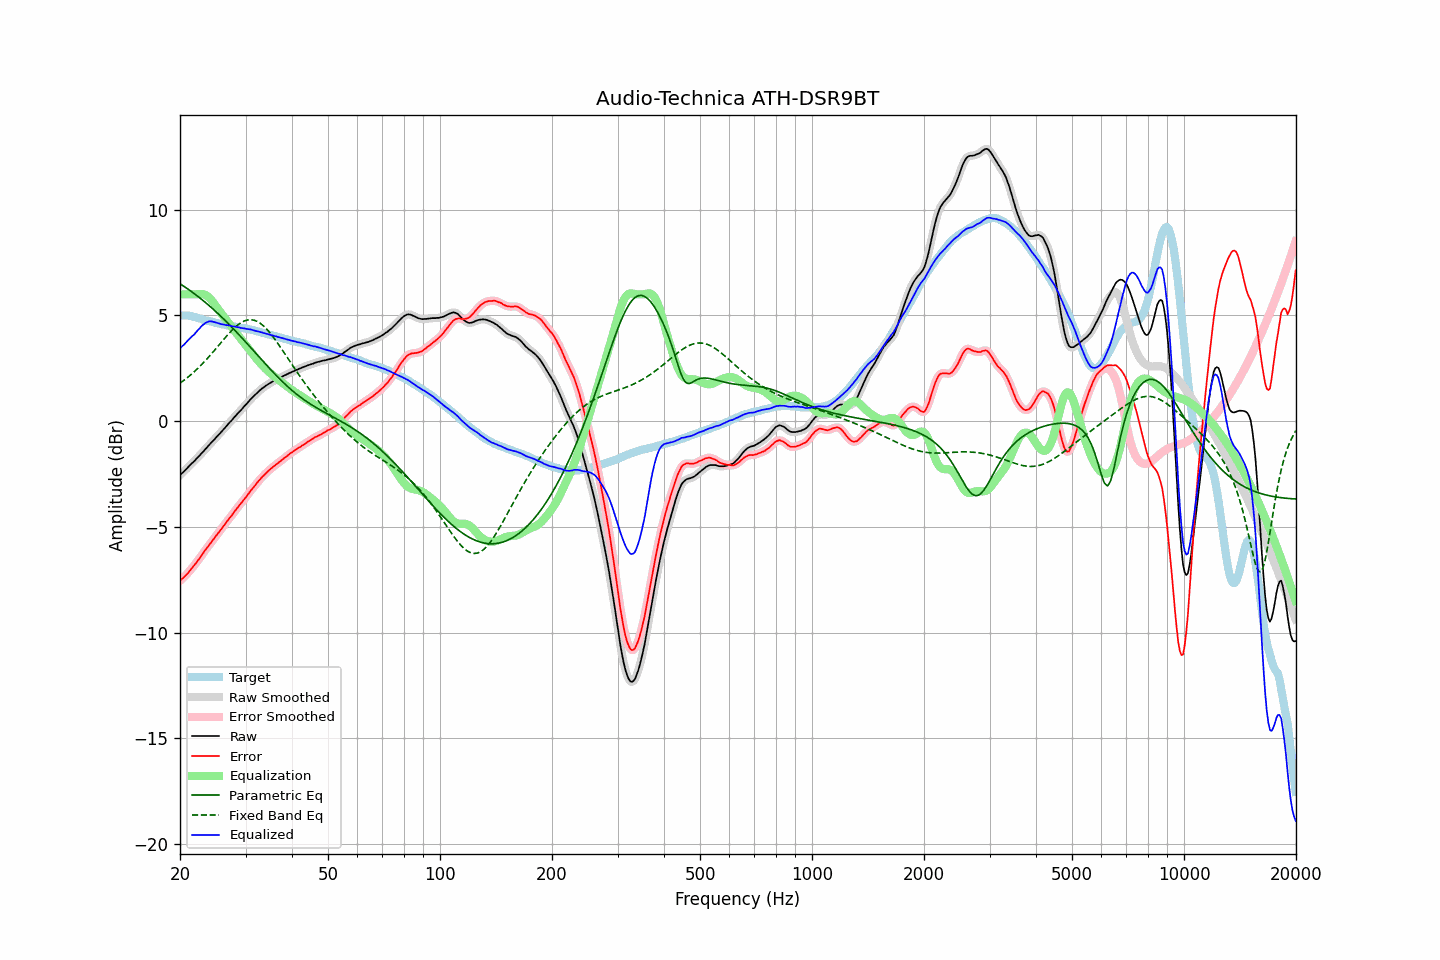 Audio-Technica ATH-DSR9BT
Amplitude (dBr)
10
5
0
−5
−10
−15
−20
Target
Raw Smoothed
Error Smoothed
Raw
Error
Equalization
Parametric Eq
Fixed Band Eq
Equalized
20 50 100 200 500 1000 2000 5000 10000 20000
Frequency (Hz)